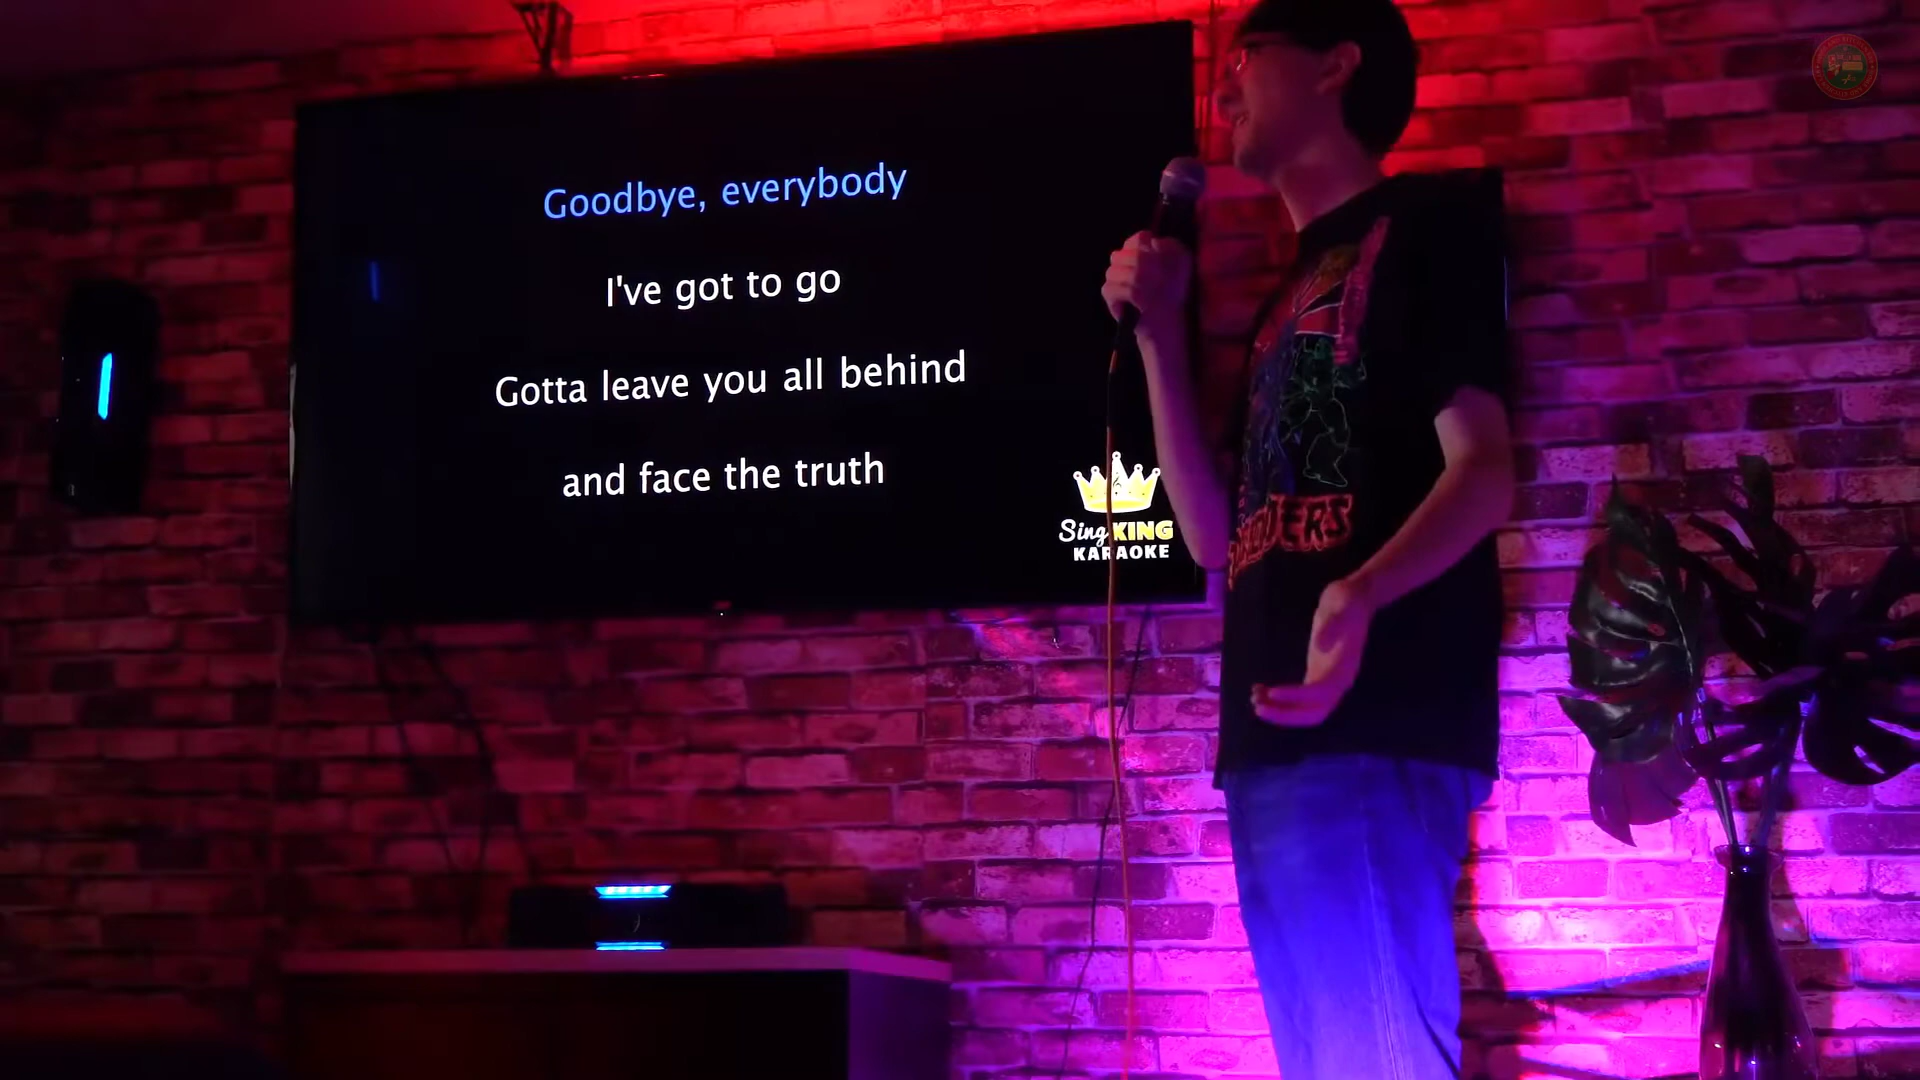 Goodbye, everybody
I've got to go
Gotta leave you all behind
and face the truth
Sing KING
KARAOKE